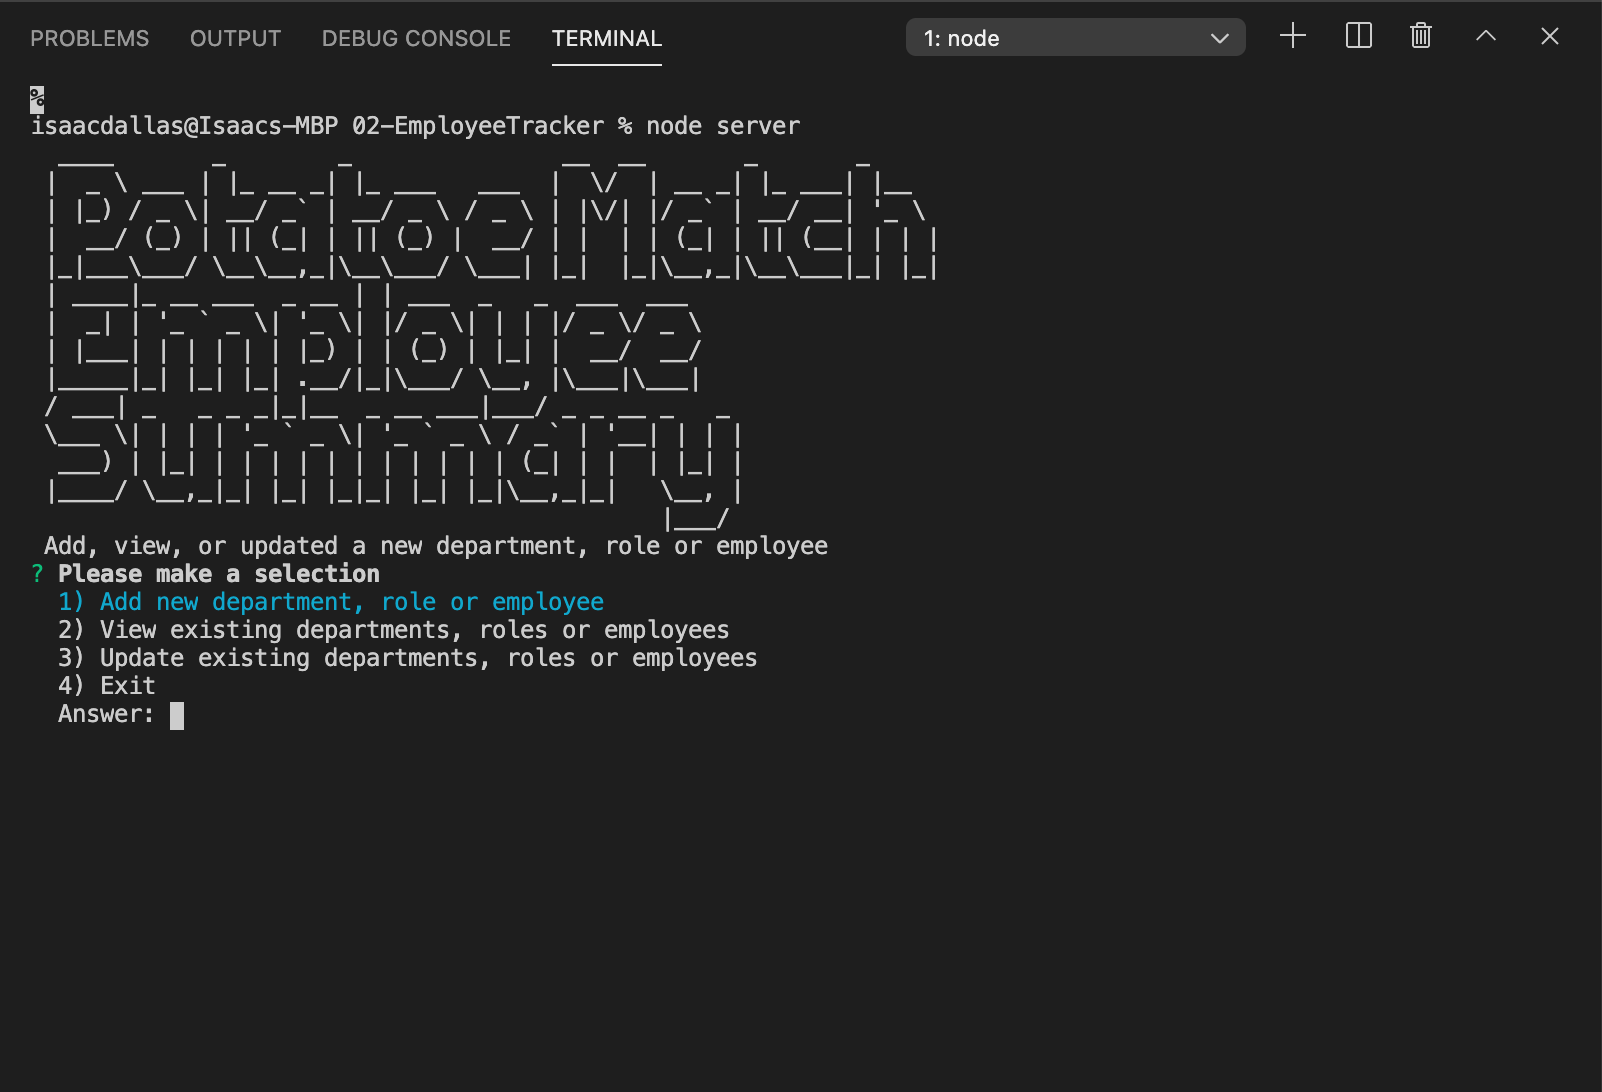 PROBLEMS OUTPUT DEBUG CONSOLE TERMINAL 1: node
%
isaacdallas@Isaacs-MBP 02-EmployeeTracker % node server
Potatoe Match
Employee
Summary
Add, view, or updated a new department, role or employee
? Please make a selection
1) Add new department, role or employee
2) View existing departments, roles or employees
3) Update existing departments, roles or employees
4) Exit
Answer: